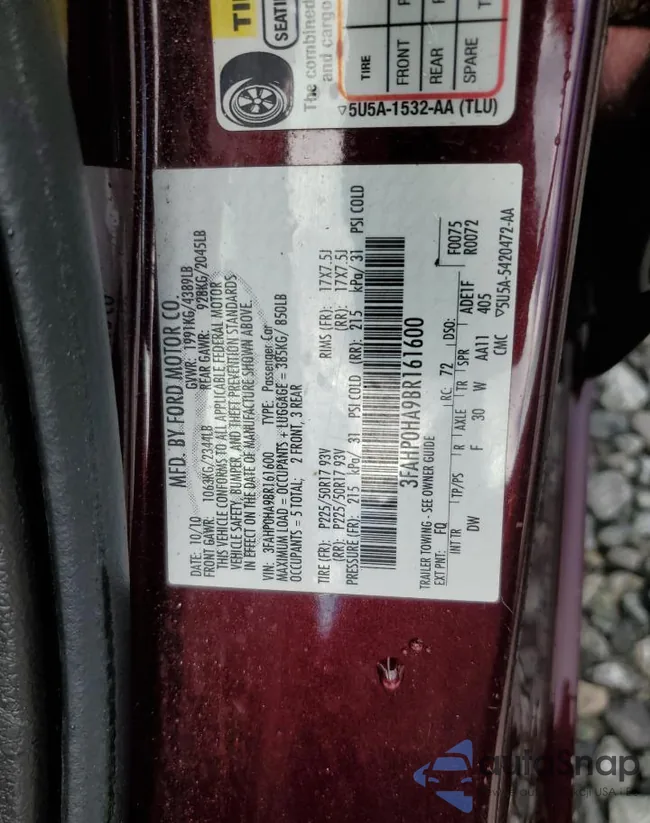 TI
SEATI
The combined
and cargo
TIRE
FRONT
REAR
SPARE
5U5A-1532-AA (TLU)
MFD. BY FORD MOTOR CO.
DATE: 10/10 GVWR: 1991KG/4389LB
FRONT GAWR: 1063KG/2344LB REAR GAWR: 928KG/2045LB
THIS VEHICLE CONFORMS TO ALL APPLICABLE FEDERAL MOTOR
VEHICLE SAFETY, BUMPER, AND THEFT PREVENTION STANDARDS
IN EFFECT ON THE DATE OF MANUFACTURE SHOWN ABOVE.
VIN: 3FAHP0HA9BR161600 TYPE: Passenger Car
MAXIMUM LOAD = OCCUPANTS + LUGGAGE = 385KG/ 850LB
OCCUPANTS = 5 TOTAL; 2 FRONT, 3 REAR
TIRE (FR): P225/50R17 93V RIMS (FR): 17X7.5J
(RR): P225/50R17 93V (RR): 17X7.5J
PRESSURE (FR): 215 kPa/ 31 PSI COLD (RR): 215 kPa/ 31 PSI COLD
3FAHP0HA9BR161600
TRAILER TOWING - SEE OWNER GUIDE
F0075
R0072
EXT PNT: FQ RC: 72 DSO:
INT TR TP/PS R AXLE TR SPR ADE1F
DW F 30 W AA11 405
CMC 5U5A-5420472-AA
autoSnap